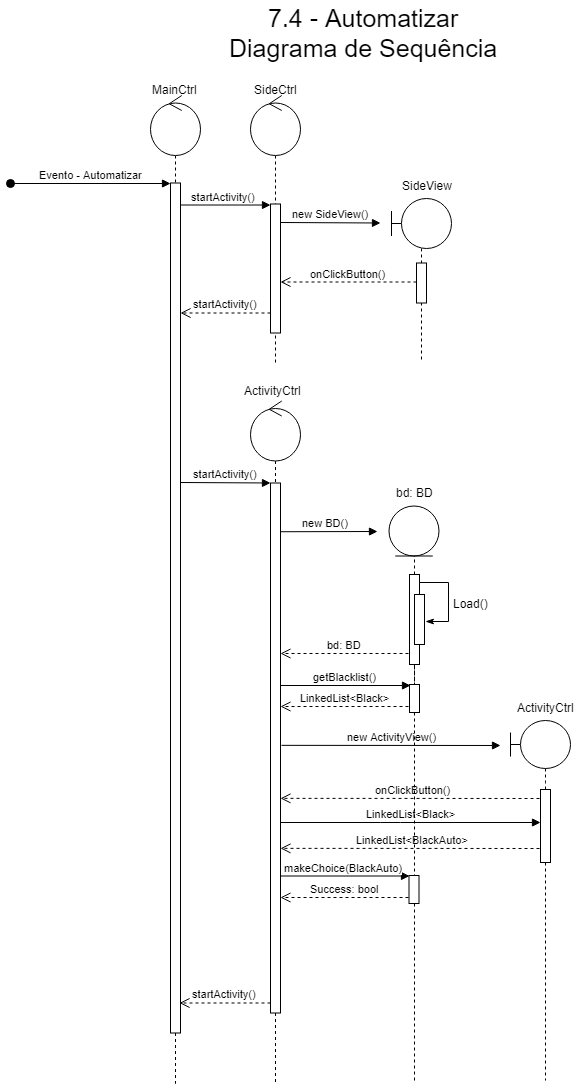 7.4 - Automatizar
Diagrama de Sequência
MainCtrl
SideCtrl
Evento - Automatizar
startActivity()
SideView
new SideView()
onClickButton()
startActivity()
ActivityCtrl
startActivity()
bd: BD
new BD()
Load()
bd: BD
getBlacklist()
LinkedList<Black>
ActivityCtrl
new ActivityView()
onClickButton()
LinkedList<Black>
LinkedList<BlackAuto>
makeChoice(BlackAuto)
Success: bool
startActivity()